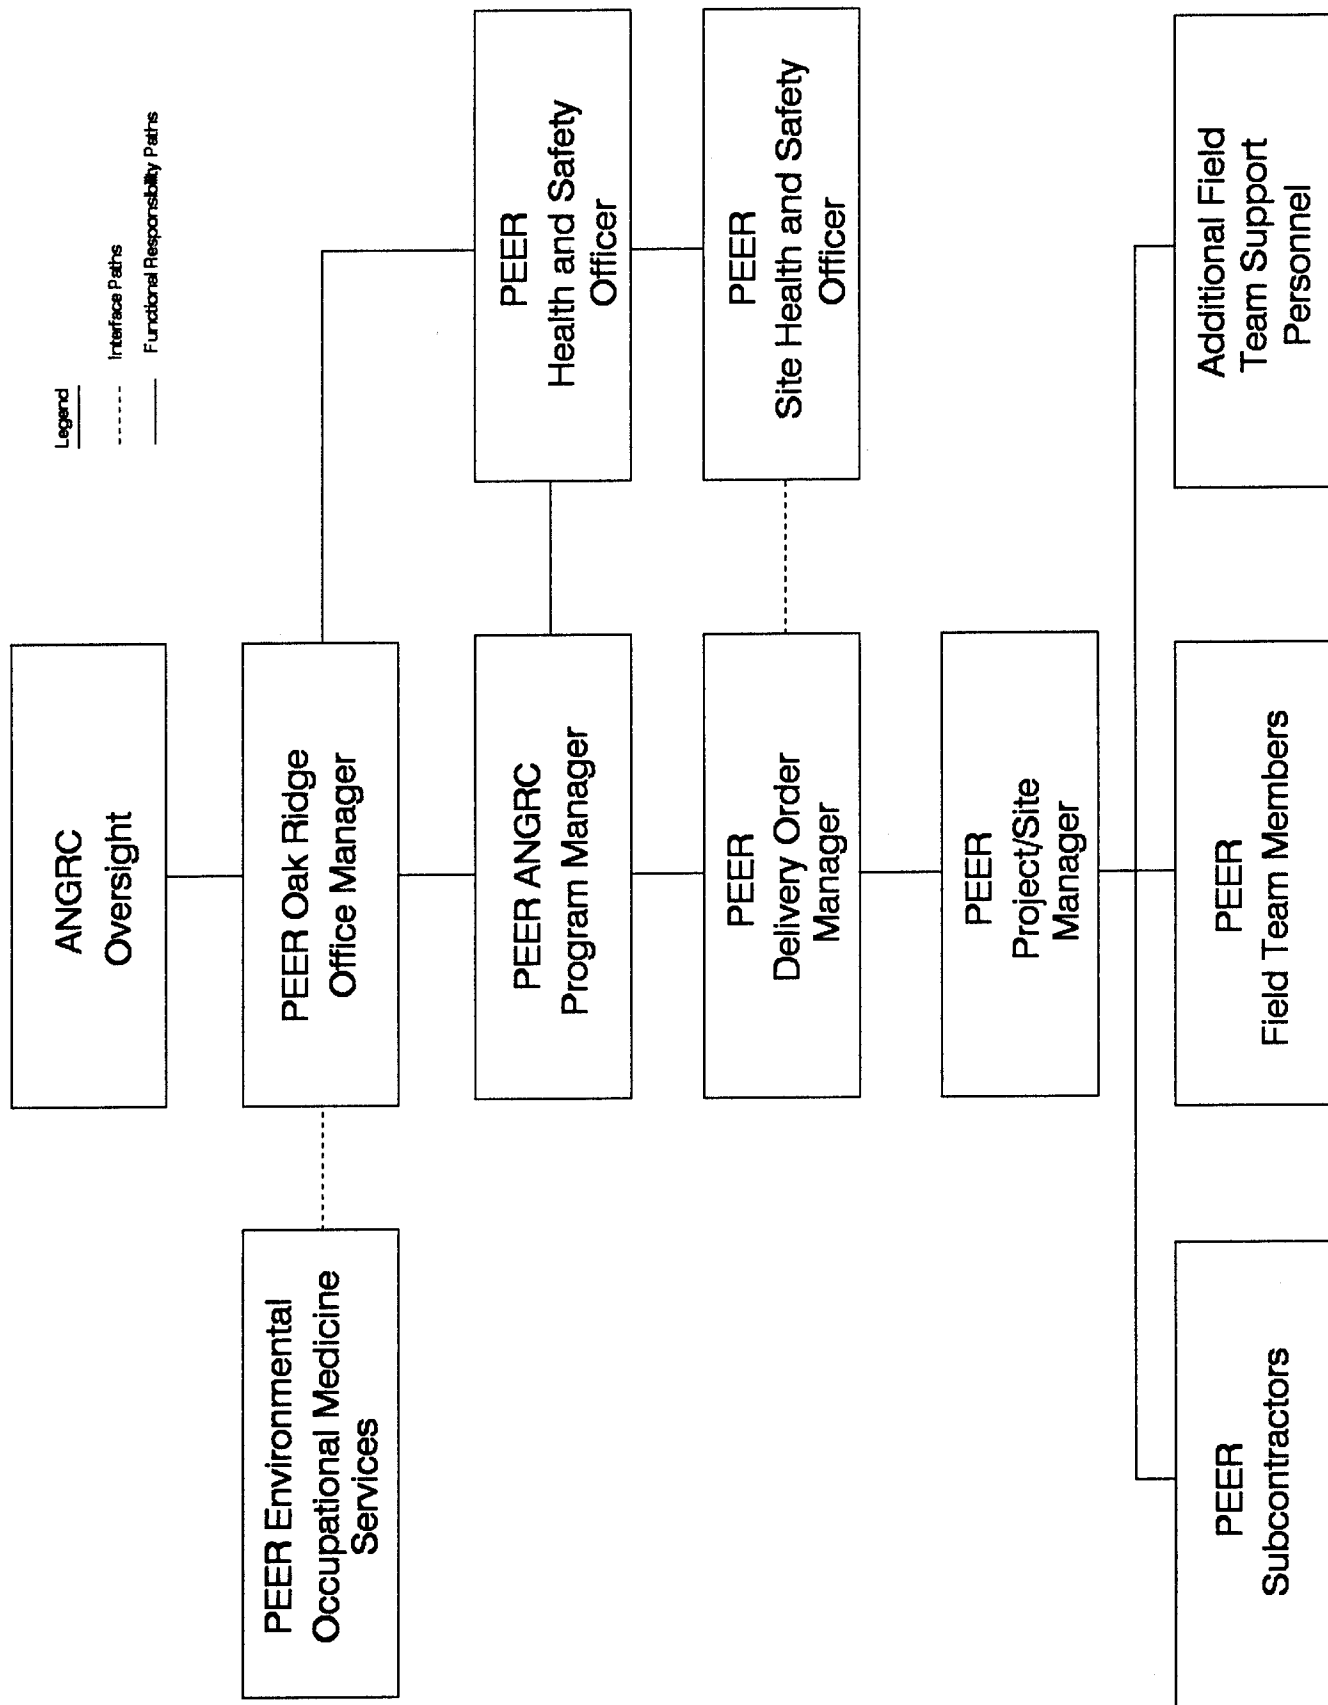 Legend
Interface Paths
Functional Responsibility Paths
ANGRC
Oversight
PEER Environmental
Occupational Medicine
Services
PEER Oak Ridge
Office Manager
PEER ANGRC
Program Manager
PEER
Health and Safety
Officer
PEER
Delivery Order
Manager
PEER
Site Health and Safety
Officer
PEER
Project/Site
Manager
PEER
Subcontractors
PEER
Field Team Members
Additional Field
Team Support
Personnel